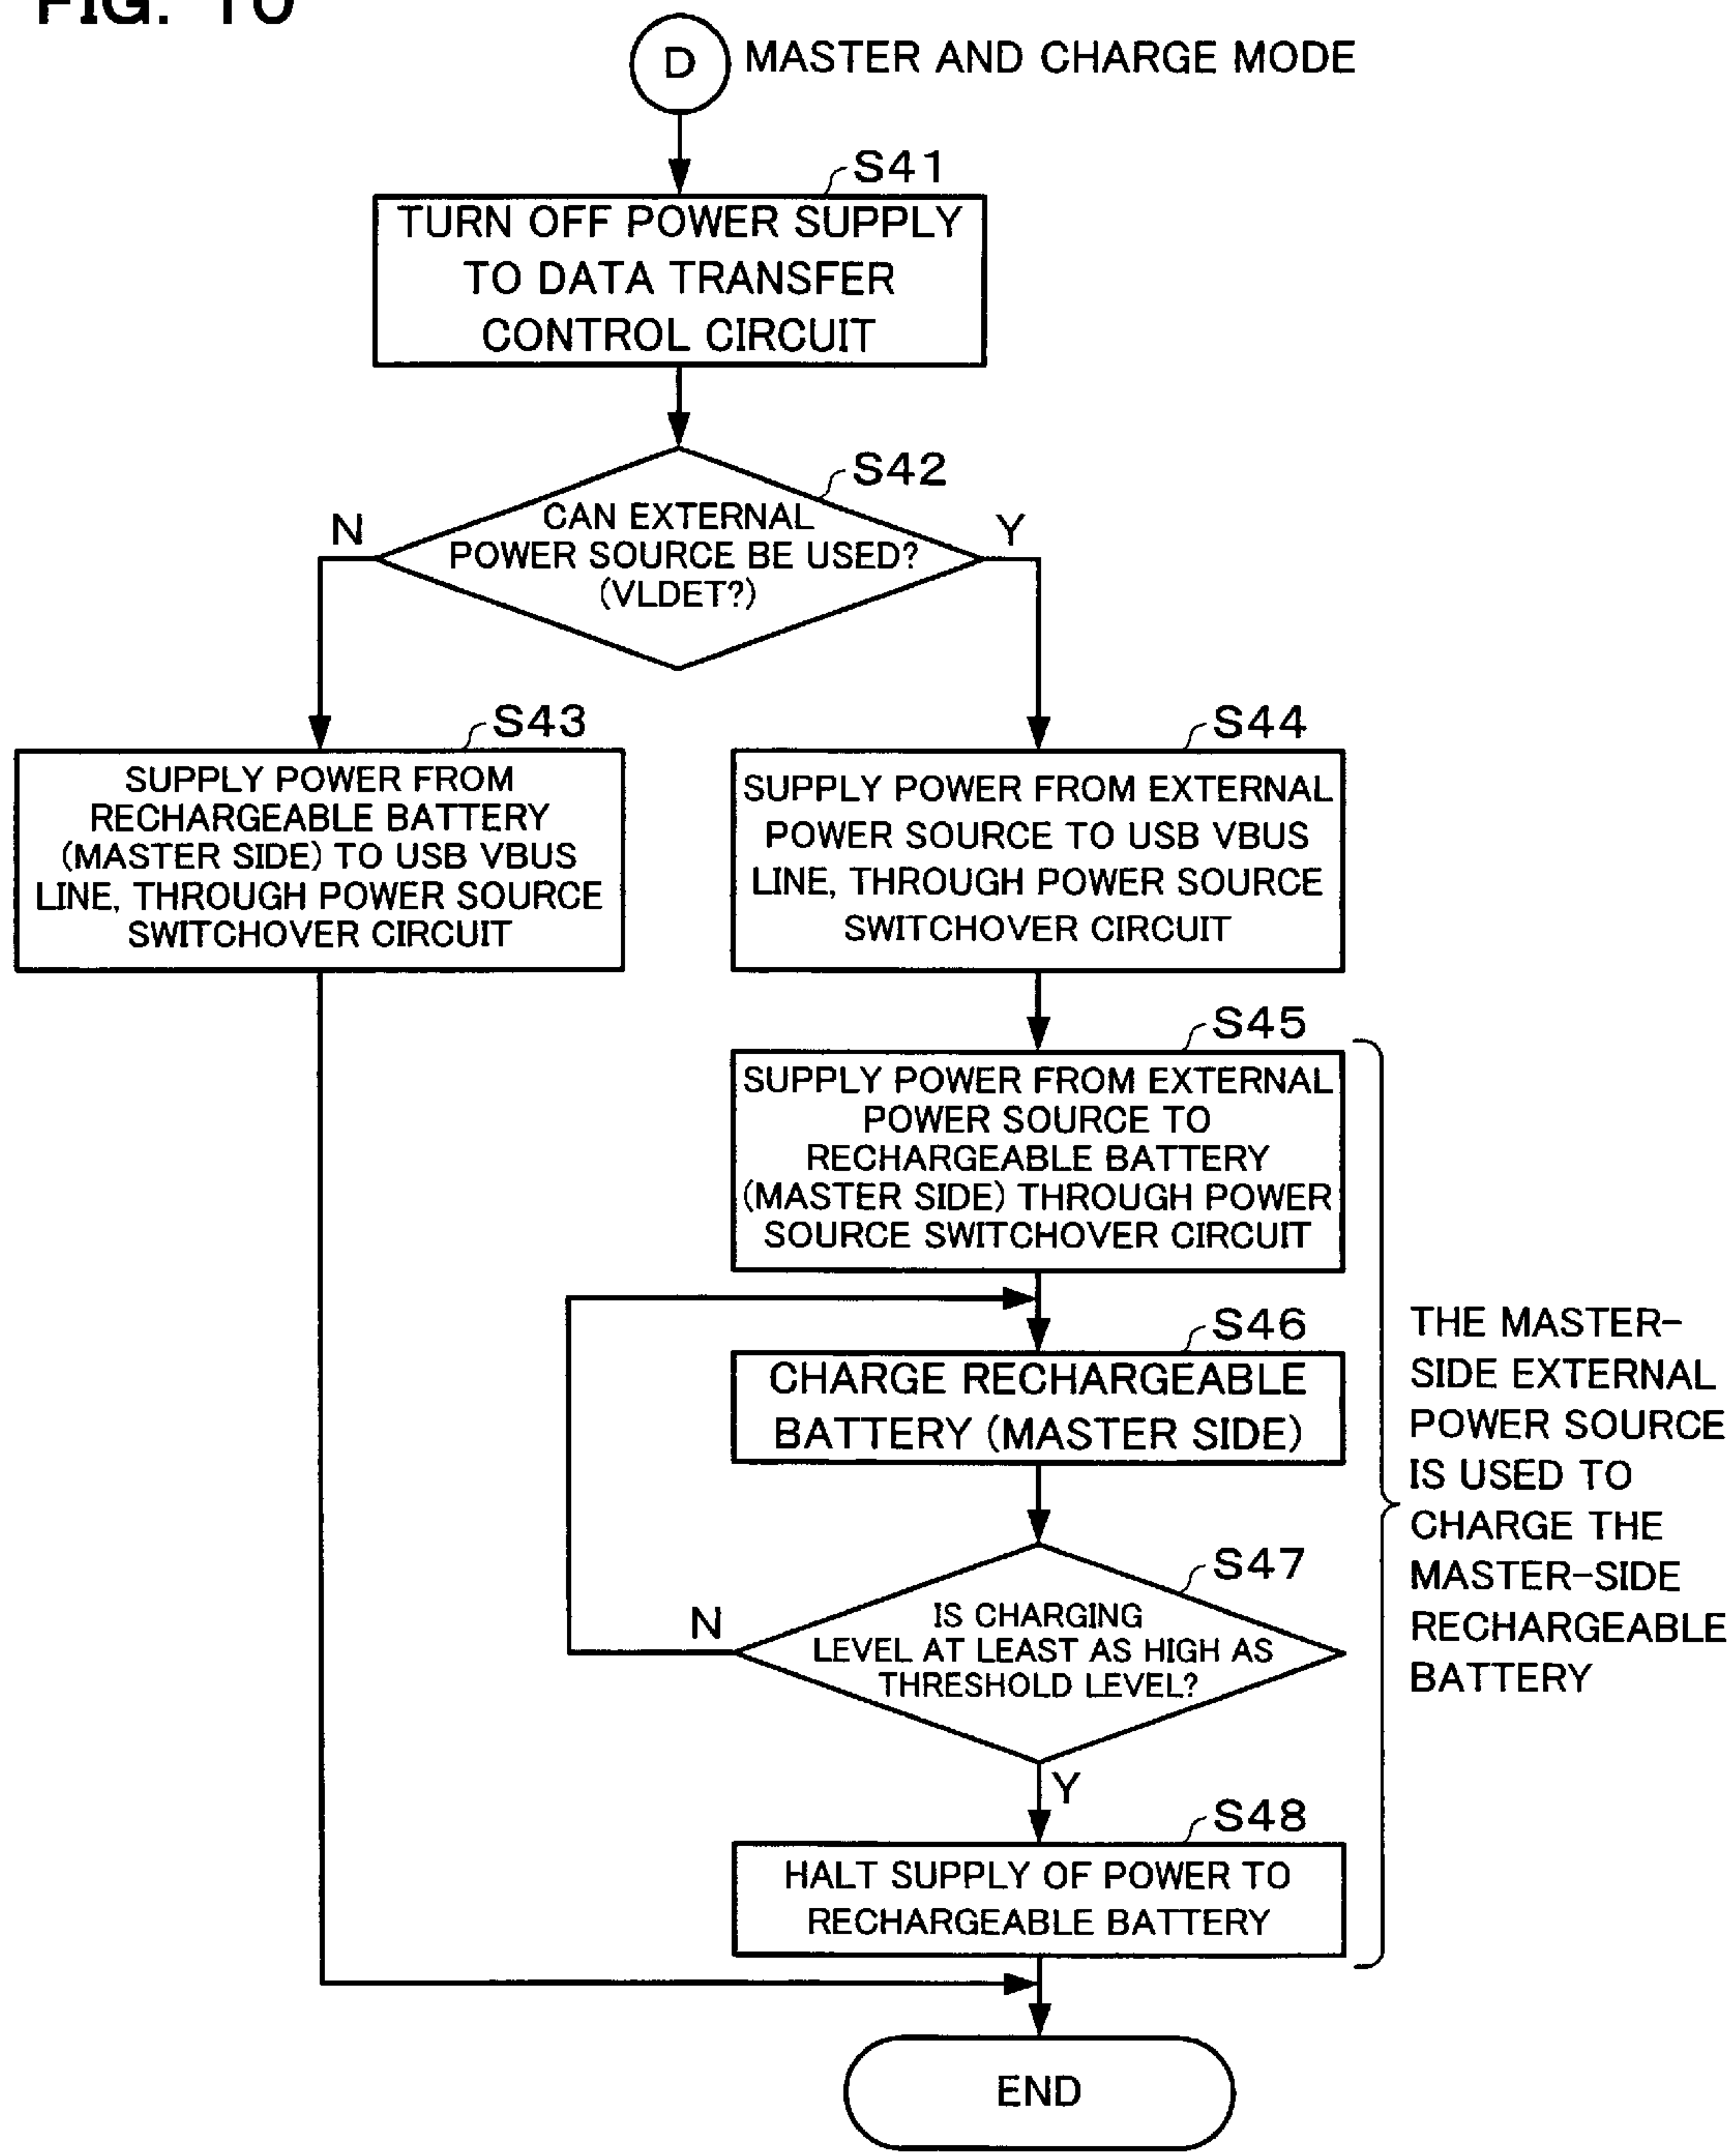 FIG. 10
D
MASTER AND CHARGE MODE
S41
TURN OFF POWER SUPPLY
TO DATA TRANSFER
CONTROL CIRCUIT
S42
CAN EXTERNAL
POWER SOURCE BE USED?
(VLDET?)
N
Y
S43
SUPPLY POWER FROM
RECHARGEABLE BATTERY
(MASTER SIDE) TO USB VBUS
LINE, THROUGH POWER SOURCE
SWITCHOVER CIRCUIT
S44
SUPPLY POWER FROM EXTERNAL
POWER SOURCE TO USB VBUS
LINE, THROUGH POWER SOURCE
SWITCHOVER CIRCUIT
S45
SUPPLY POWER FROM EXTERNAL
POWER SOURCE TO
RECHARGEABLE BATTERY
(MASTER SIDE) THROUGH POWER
SOURCE SWITCHOVER CIRCUIT
S46
CHARGE RECHARGEABLE
BATTERY (MASTER SIDE)
S47
IS CHARGING
LEVEL AT LEAST AS HIGH AS
THRESHOLD LEVEL?
N
Y
S48
HALT SUPPLY OF POWER TO
RECHARGEABLE BATTERY
THE MASTER-
SIDE EXTERNAL
POWER SOURCE
IS USED TO
CHARGE THE
MASTER-SIDE
RECHARGEABLE
BATTERY
END